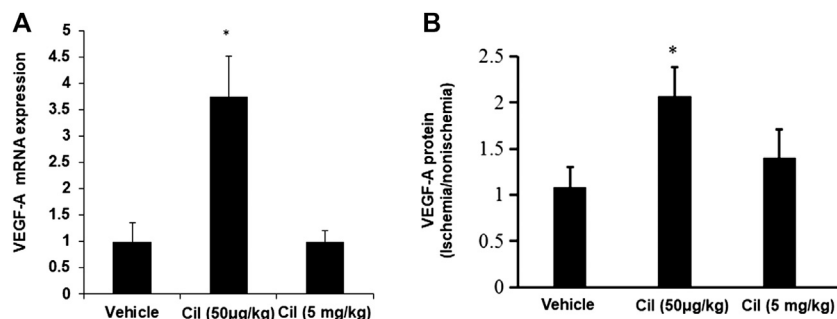 A
VEGF-A mRNA expression
5
4.5
4
3.5
3
2.5
2
1.5
1
0.5
0
*
Vehicle Cil (50µg/kg) Cil (5 mg/kg)
B
VEGF-A protein
(Ischemia/nonischemia)
2.5
2
1.5
1
0.5
0
*
Vehicle Cil (50µg/kg) Cil (5 mg/kg)